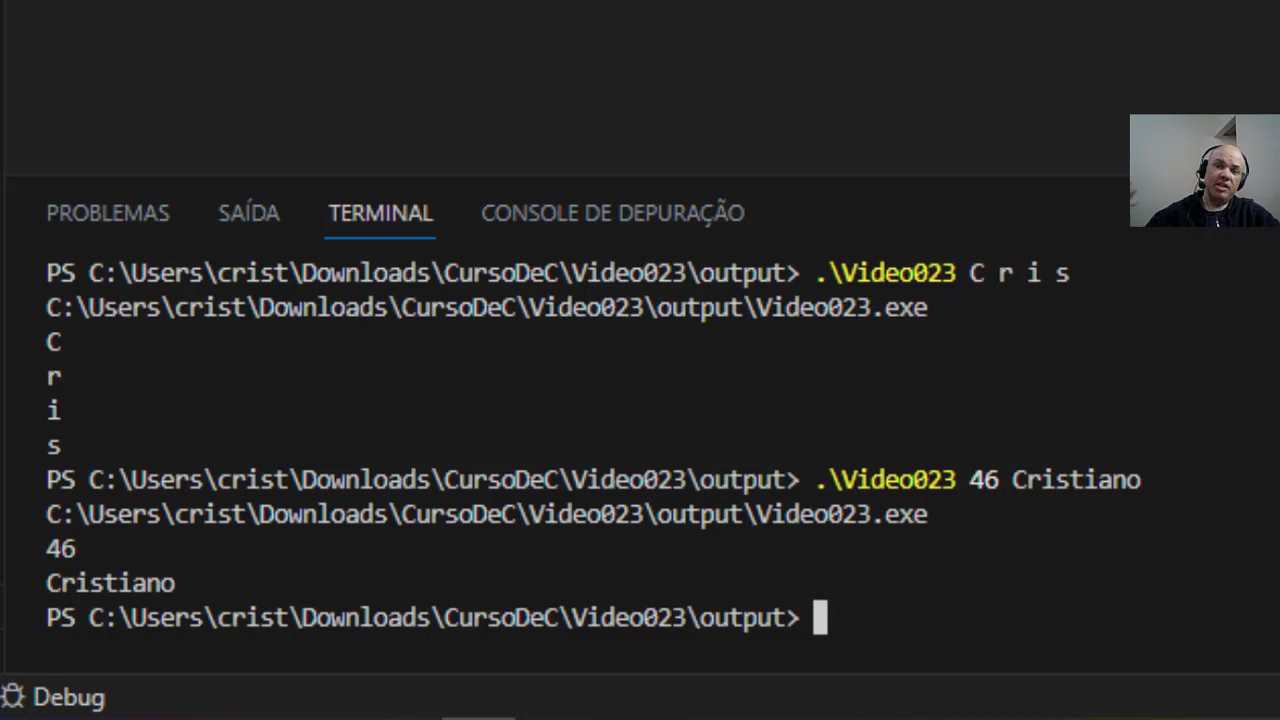 PROBLEMAS SAÍDA TERMINAL CONSOLE DE DEPURAÇÃO
PS C:\Users\crist\Downloads\CursoDeC\Video023\output> .\Video023 C r i s
C:\Users\crist\Downloads\CursoDeC\Video023\output\Video023.exe
C
r
i
s
PS C:\Users\crist\Downloads\CursoDeC\Video023\output> .\Video023 46 Cristiano
C:\Users\crist\Downloads\CursoDeC\Video023\output\Video023.exe
46
Cristiano
PS C:\Users\crist\Downloads\CursoDeC\Video023\output>
Debug